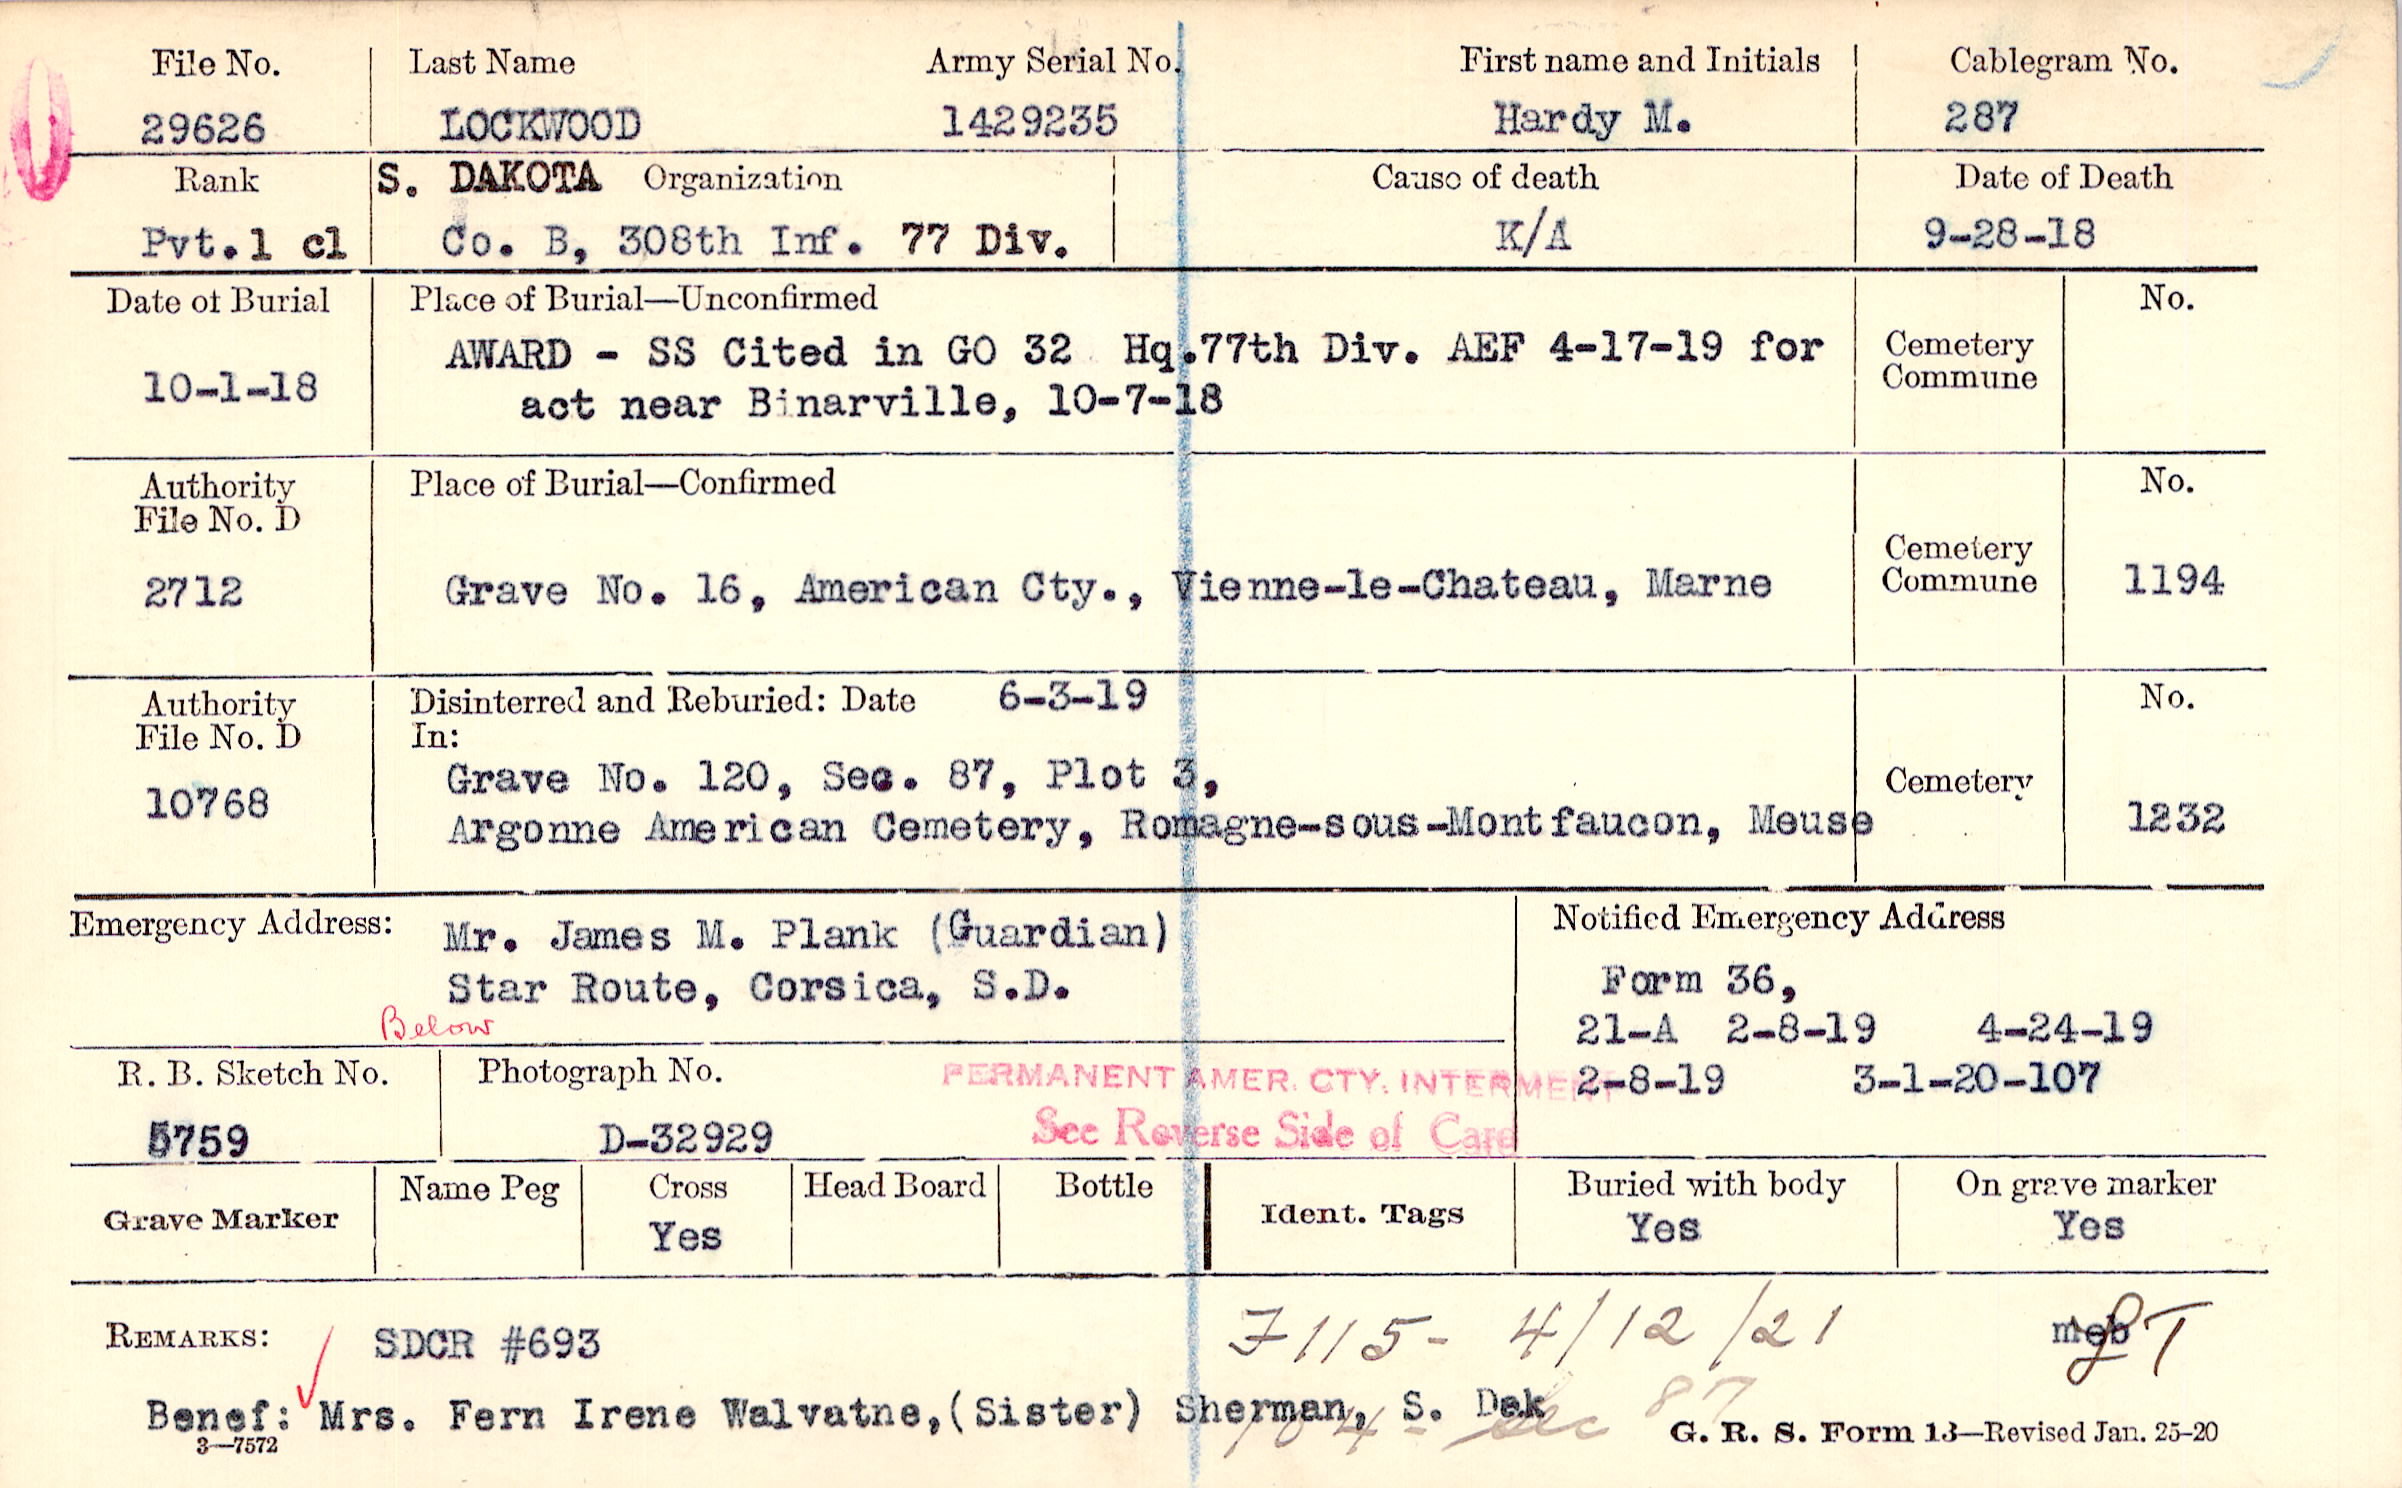 File No. Last Name Army Serial No. First name and Initials Cablegram No.
29626 LOCKWOOD 1429235 Hardy M. 287
Rank S. DAKOTA Organization Cause of death Date of Death
Pvt.1 cl Co. B, 308th Inf. 77 Div. K/A 9-28-18
Date of Burial Place of Burial—Unconfirmed No.
AWARD - SS Cited in GO 32 Hq.77th Div. AEF 4-17-19 for Cemetery
10-1-18 act near Binarville, 10-7-18 Commune
Authority Place of Burial—Confirmed No.
File No. D
Cemetery
2712 Grave No. 16, American Cty., Vienne-le-Chateau, Marne Commune 1194
Authority Disinterred and Reburied: Date 6-3-19 No.
File No. D In:
Grave No. 120, Sec. 87, Plot 3, Cemetery
10768 Argonne American Cemetery, Romagne-sous-Montfaucon, Meuse 1232
Emergency Address: Mr. James M. Plank (Guardian) Notified Emergency Address
Star Route, Corsica, S.D. Form 36,
Below 21-A 2-8-19 4-24-19
R. B. Sketch No. Photograph No. PERMANENT AMER. CTY. INTERMENT 2-8-19 3-1-20-107
5759 D-32929 See Reverse Side of Card
Grave Marker Name Peg Cross Head Board Bottle Ident. Tags Buried with body On grave marker
Yes Yes Yes
REMARKS: SDCR #693 7115- 4/12/21 meb
Benef: Mrs. Fern Irene Walvatne,(Sister) Sherman, S. Dak
Sec 87
3—7572 G. R. S. Form 13—Revised Jan. 25-20